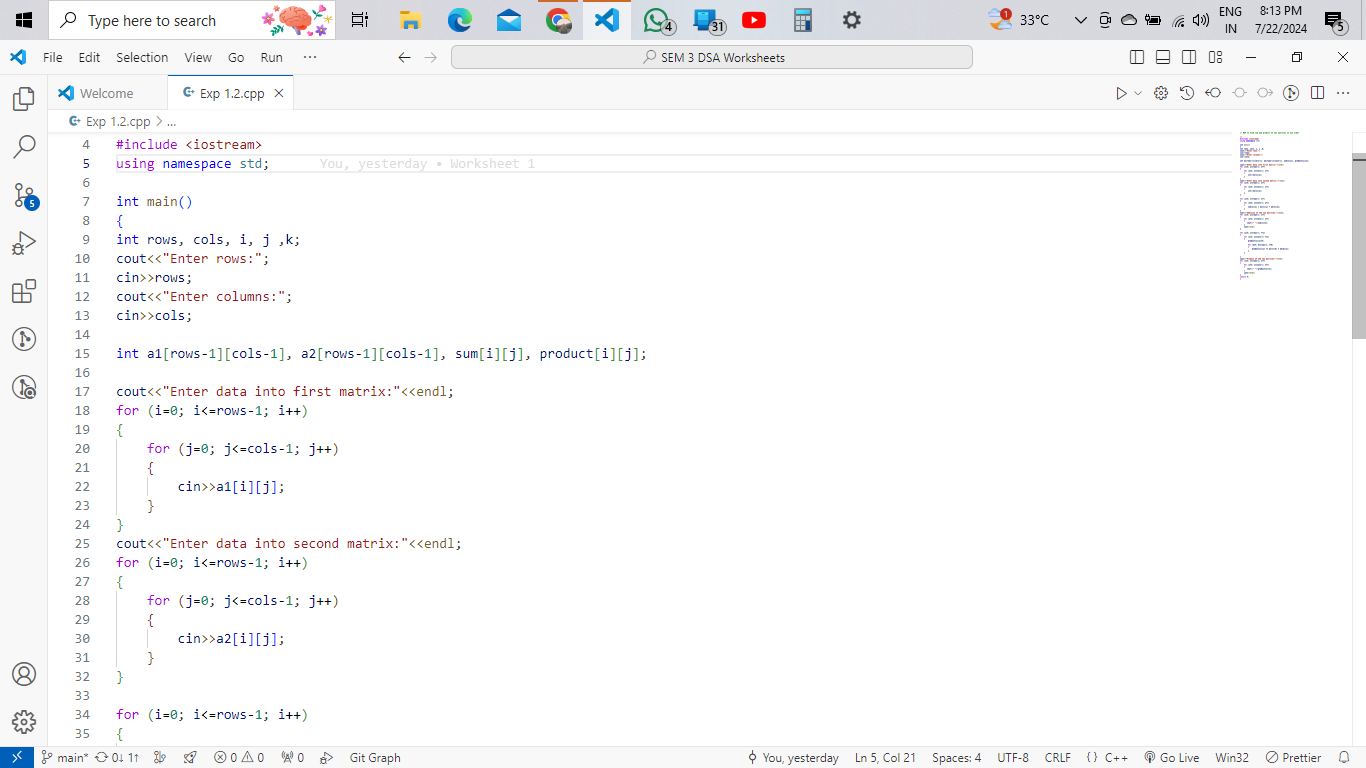 Type here to search
4
31
1
33°C
ENG
IN
8:13 PM
7/22/2024
5
File Edit Selection View Go Run ···
SEM 3 DSA Worksheets
Welcome
Exp 1.2.cpp
Exp 1.2.cpp > ...
4 #include <iostream>
5 using namespace std; You, yesterday • Worksheet 1
6
7 int main()
8 {
9 int rows, cols, i, j ,k;
10 cout<<"Enter rows:";
11 cin>>rows;
12 cout<<"Enter columns:";
13 cin>>cols;
14
15 int a1[rows-1][cols-1], a2[rows-1][cols-1], sum[i][j], product[i][j];
16
17 cout<<"Enter data into first matrix:"<<endl;
18 for (i=0; i<=rows-1; i++)
19 {
20 for (j=0; j<=cols-1; j++)
21 {
22 cin>>a1[i][j];
23 }
24 }
25 cout<<"Enter data into second matrix:"<<endl;
26 for (i=0; i<=rows-1; i++)
27 {
28 for (j=0; j<=cols-1; j++)
29 {
30 cin>>a2[i][j];
31 }
32 }
33
34 for (i=0; i<=rows-1; i++)
35 {
5
main* 0↓ 1↑ 0 0 0 Git Graph You, yesterday Ln 5, Col 21 Spaces: 4 UTF-8 CRLF {} C++ Go Live Win32 Prettier